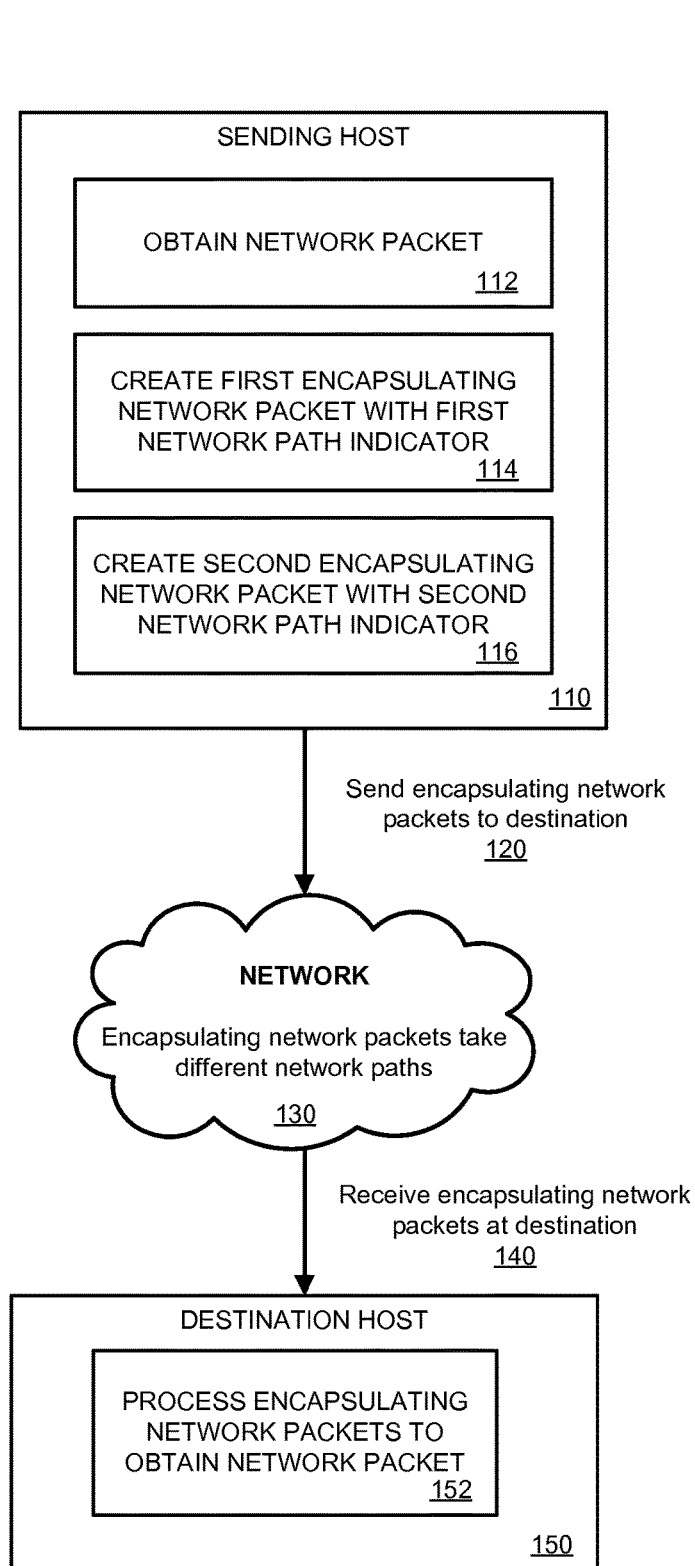 SENDING HOST
OBTAIN NETWORK PACKET
112
CREATE FIRST ENCAPSULATING
NETWORK PACKET WITH FIRST
NETWORK PATH INDICATOR
114
CREATE SECOND ENCAPSULATING
NETWORK PACKET WITH SECOND
NETWORK PATH INDICATOR
116
110
Send encapsulating network
packets to destination
120
NETWORK
Encapsulating network packets take
different network paths
130
Receive encapsulating network
packets at destination
140
DESTINATION HOST
PROCESS ENCAPSULATING
NETWORK PACKETS TO
OBTAIN NETWORK PACKET
152
150